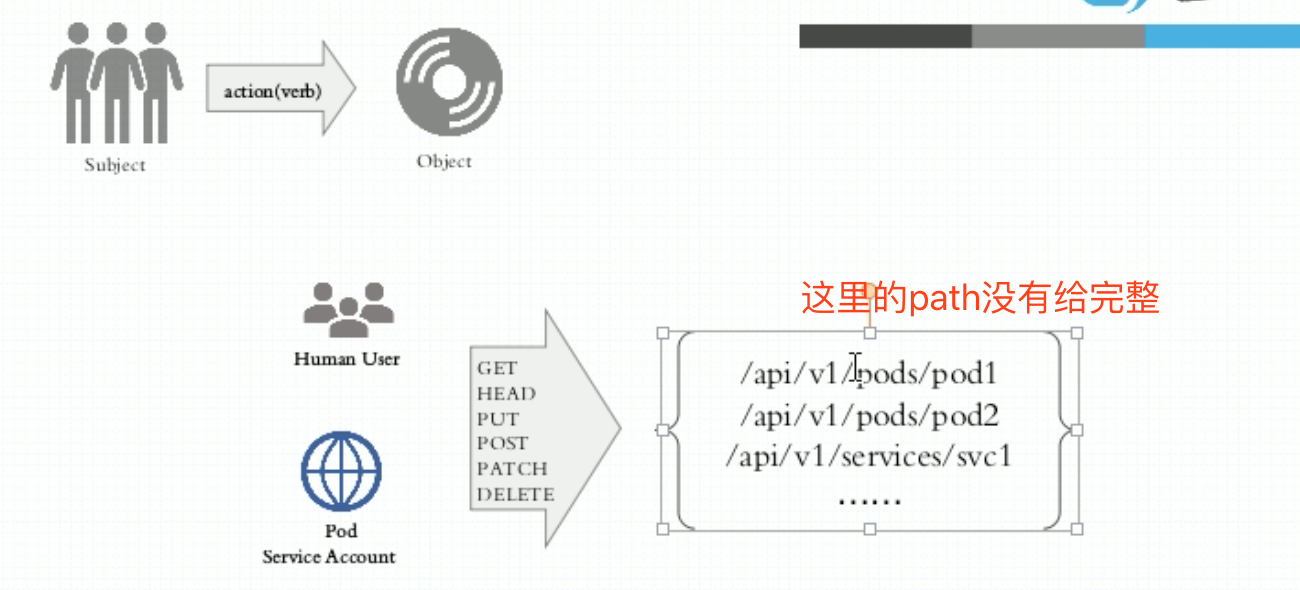 action(verb)
Subject
Object
这里的path没有给完整
Human User
GET
HEAD
PUT
POST
PATCH
DELETE
/api/v1/pods/pod1
/api/v1/pods/pod2
/api/v1/services/svc1
......
Pod
Service Account